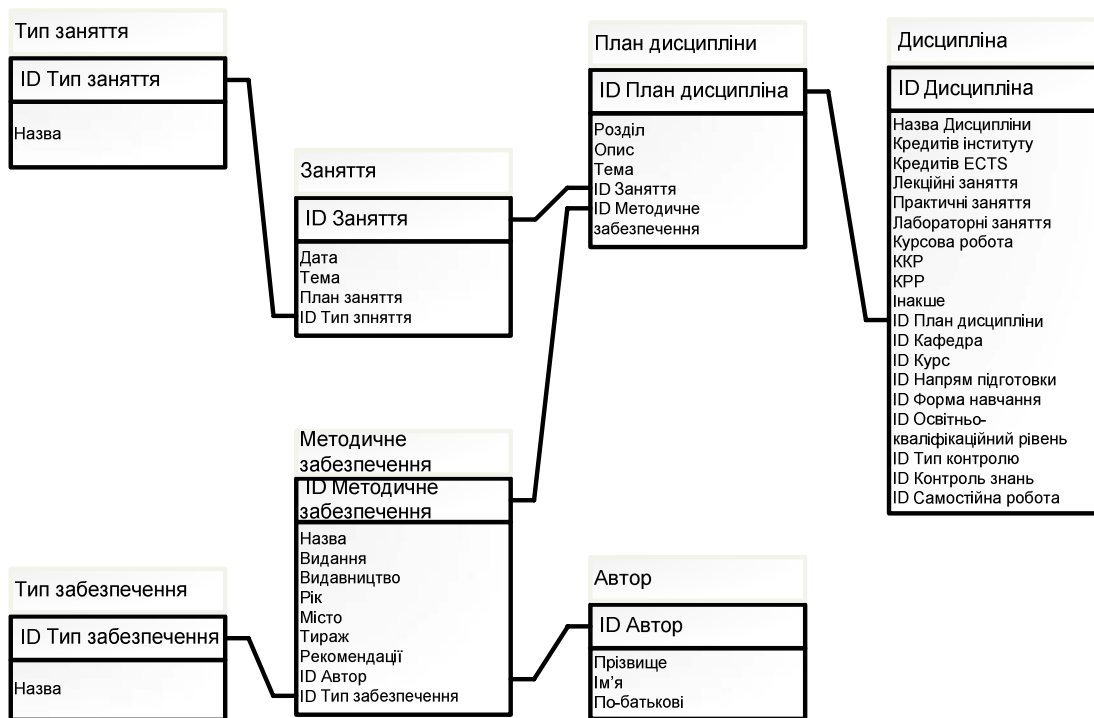 Тип заняття
ID Тип заняття
Назва
Заняття
ID Заняття
Дата
Тема
План заняття
ID Тип зпняття
План дисципліни
ID План дисципліна
Розділ
Опис
Тема
ID Заняття
ID Методичне
забезпечення
Дисципліна
ID Дисципліна
Назва Дисципліни
Кредитів інституту
Кредитів ECTS
Лекційні заняття
Практичні заняття
Лабораторні заняття
Курсова робота
ККР
КРР
Інакше
ID План дисципліни
ID Кафедра
ID Курс
ID Напрям підготовки
ID Форма навчання
ID Освітньо-
кваліфікаційний рівень
ID Тип контролю
ID Контроль знань
ID Самостійна робота
Методичне
забезпечення
ID Методичне
забезпечення
Назва
Видання
Видавництво
Рік
Місто
Тираж
Рекомендації
ID Автор
ID Тип забезпечення
Тип забезпечення
ID Тип забезпечення
Назва
Автор
ID Автор
Прізвище
Ім'я
По-батькові